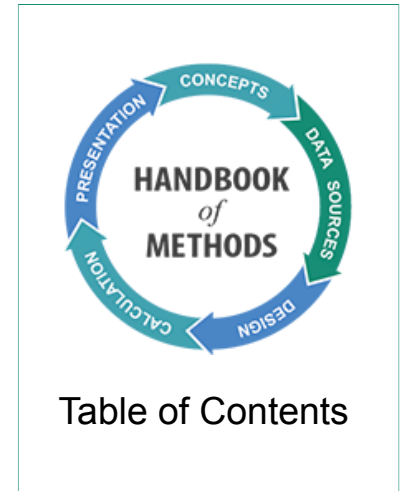 CONCEPTS
DATA SOURCES
DESIGN
CALCULATION
PRESENTATION
HANDBOOK
of
METHODS
Table of Contents